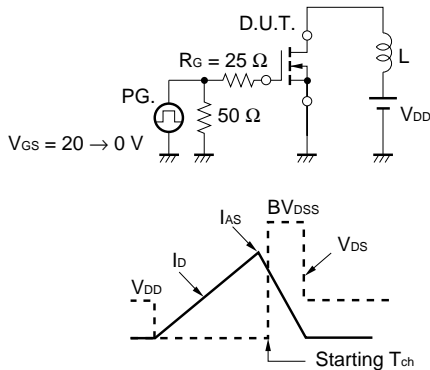 D.U.T.
RG = 25 Ω
L
PG.
50 Ω
VDD
VGS = 20 → 0 V
BVDSS
IAS
ID
VDS
VDD
Starting Tch